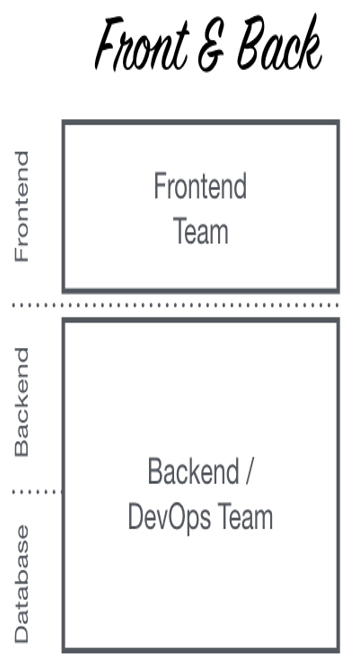 Front & Back
Frontend
Frontend
Team
Backend
Backend /
DevOps Team
Database